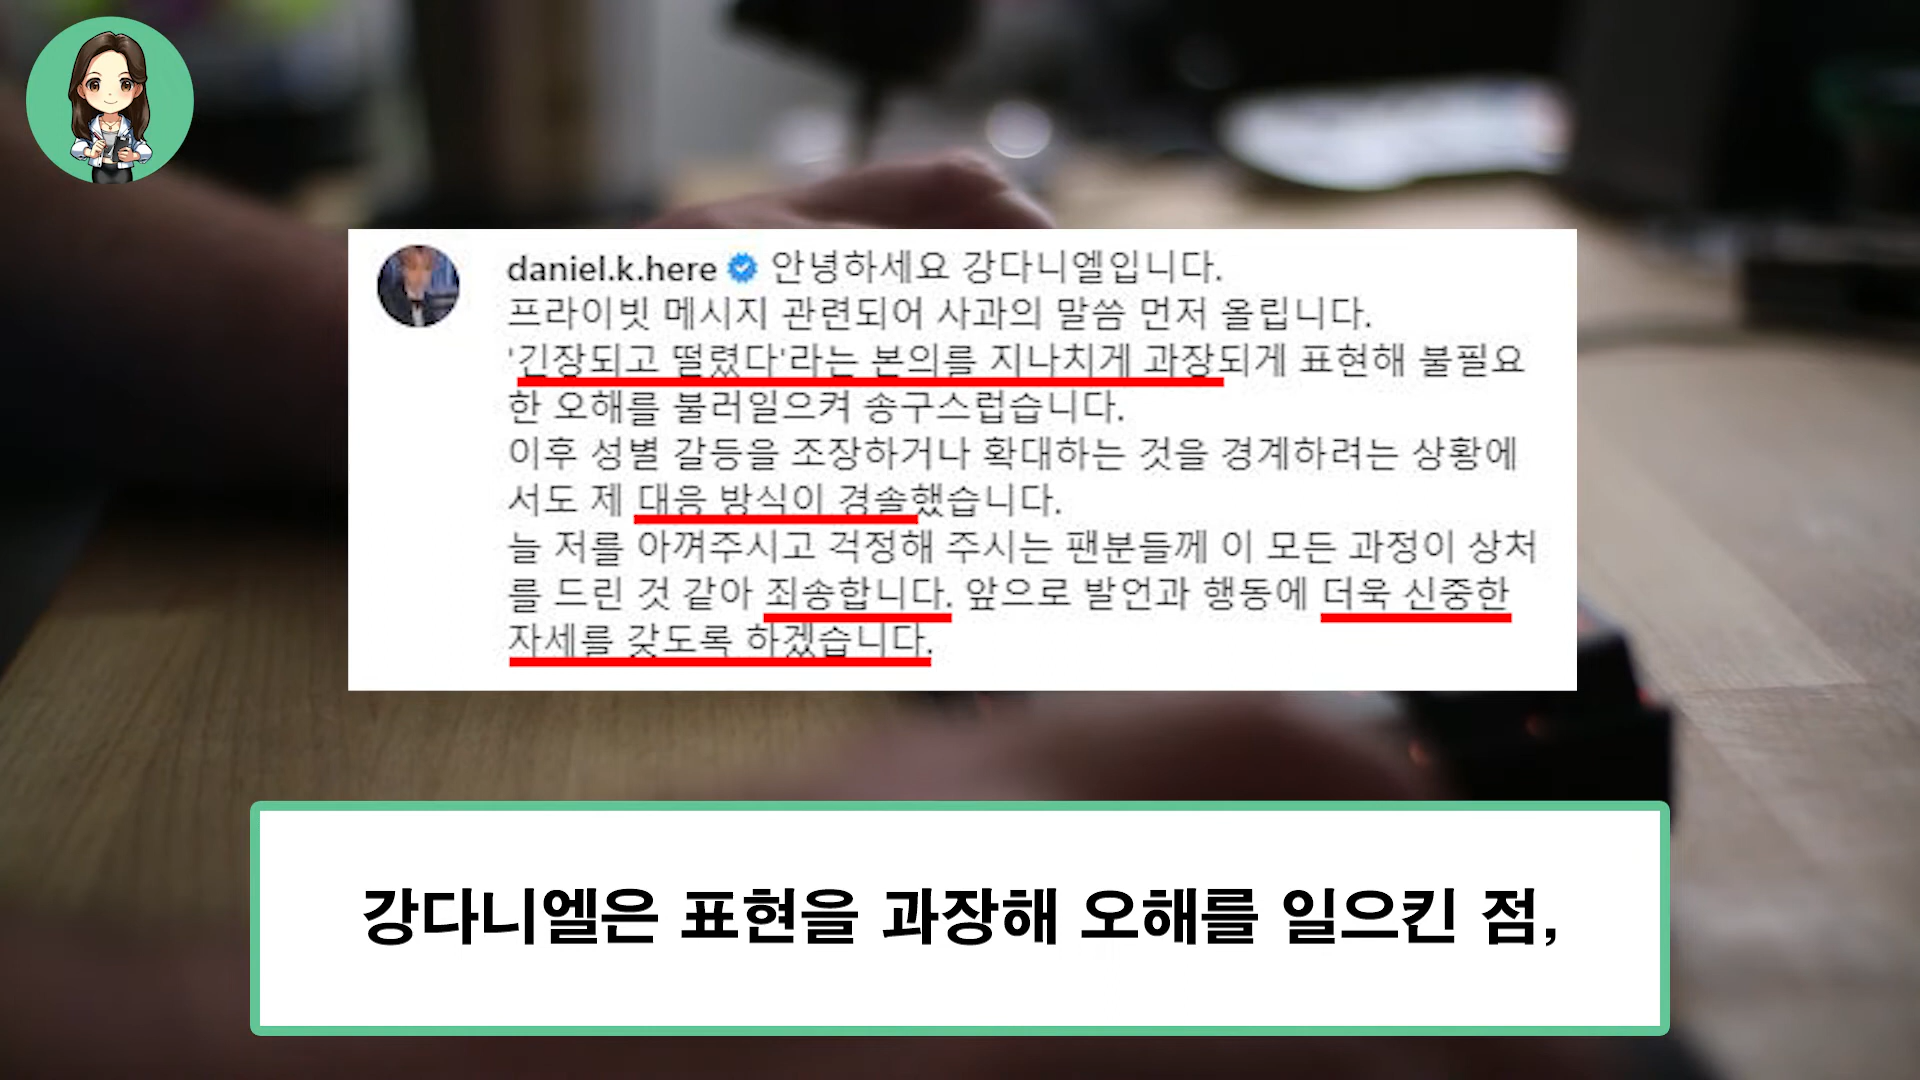 daniel.k.here 안녕하세요 강다니엘입니다.
프라이빗 메시지 관련되어 사과의 말씀 먼저 올립니다.
'긴장되고 떨렸다'라는 본의를 지나치게 과장되게 표현해 불필요
한 오해를 불러일으켜 송구스럽습니다.
이후 성별 갈등을 조장하거나 확대하는 것을 경계하려는 상황에
서도 제 대응 방식이 경솔했습니다.
늘 저를 아껴주시고 걱정해 주시는 팬분들께 이 모든 과정이 상처
를 드린 것 같아 죄송합니다. 앞으로 발언과 행동에 더욱 신중한
자세를 갖도록 하겠습니다.
강다니엘은 표현을 과장해 오해를 일으킨 점,